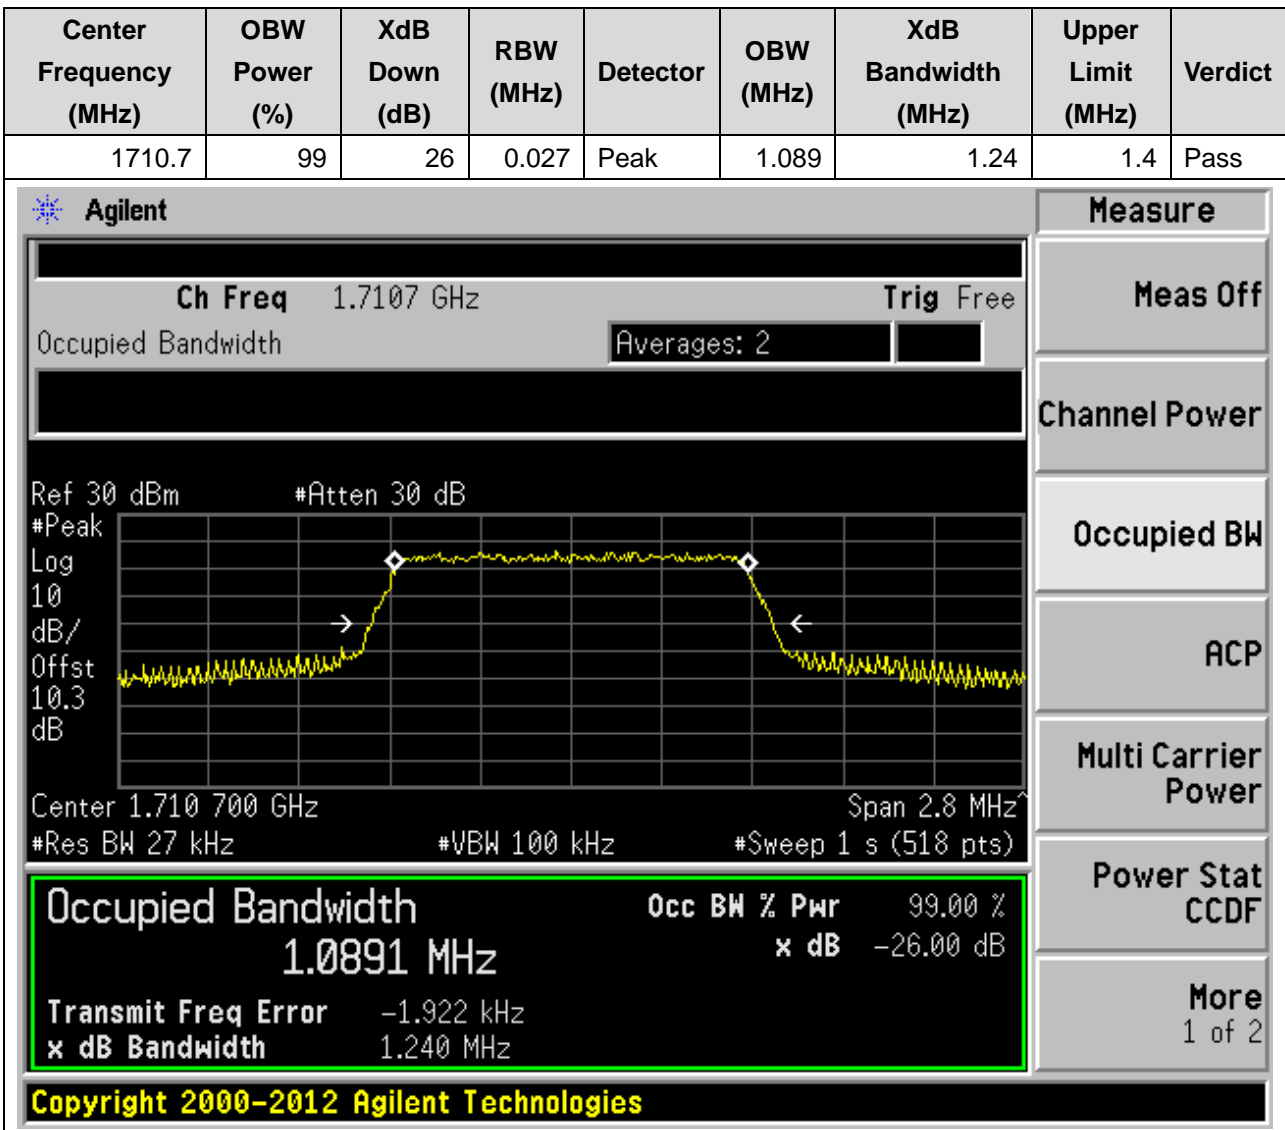 Center Frequency (MHz) OBW Power (%) XdB Down (dB) RBW (MHz) Detector OBW (MHz) XdB Bandwidth (MHz) Upper Limit (MHz) Verdict
1710.7 99 26 0.027 Peak 1.089 1.24 1.4 Pass
Agilent
Measure
Ch Freq 1.7107 GHz Trig Free
Occupied Bandwidth Averages: 2
Meas Off
Channel Power
Ref 30 dBm #Atten 30 dB
#Peak
Log
10
dB/
Offst
10.3
dB
Occupied BW
ACP
Multi Carrier
Power
Center 1.710 700 GHz Span 2.8 MHz^
#Res BW 27 kHz #VBW 100 kHz #Sweep 1 s (518 pts)
Occupied Bandwidth Occ BW % Pwr 99.00 %
1.0891 MHz x dB -26.00 dB
Transmit Freq Error -1.922 kHz
x dB Bandwidth 1.240 MHz
Power Stat
CCDF
More
1 of 2
Copyright 2000-2012 Agilent Technologies